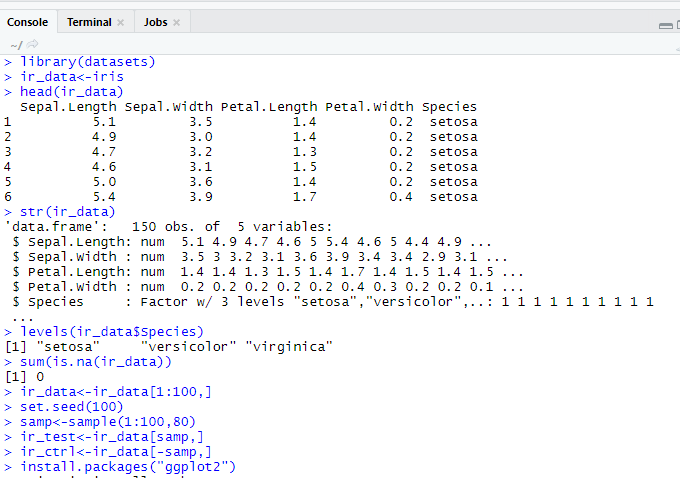 Console Terminal × Jobs ×
~/
> library(datasets)
> ir_data<-iris
> head(ir_data)
  Sepal.Length Sepal.Width Petal.Length Petal.Width Species
1          5.1         3.5          1.4         0.2  setosa
2          4.9         3.0          1.4         0.2  setosa
3          4.7         3.2          1.3         0.2  setosa
4          4.6         3.1          1.5         0.2  setosa
5          5.0         3.6          1.4         0.2  setosa
6          5.4         3.9          1.7         0.4  setosa
> str(ir_data)
'data.frame':   150 obs. of  5 variables:
 $ Sepal.Length: num  5.1 4.9 4.7 4.6 5 5.4 4.6 5 4.4 4.9 ...
 $ Sepal.Width : num  3.5 3 3.2 3.1 3.6 3.9 3.4 3.4 2.9 3.1 ...
 $ Petal.Length: num  1.4 1.4 1.3 1.5 1.4 1.7 1.4 1.5 1.4 1.5 ...
 $ Petal.Width : num  0.2 0.2 0.2 0.2 0.2 0.4 0.3 0.2 0.2 0.1 ...
 $ Species     : Factor w/ 3 levels "setosa","versicolor",..: 1 1 1 1 1 1 1 1 1 1
 ...
> levels(ir_data$Species)
[1] "setosa"     "versicolor" "virginica"
> sum(is.na(ir_data))
[1] 0
> ir_data<-ir_data[1:100,]
> set.seed(100)
> samp<-sample(1:100,80)
> ir_test<-ir_data[samp,]
> ir_ctrl<-ir_data[-samp,]
> install.packages("ggplot2")